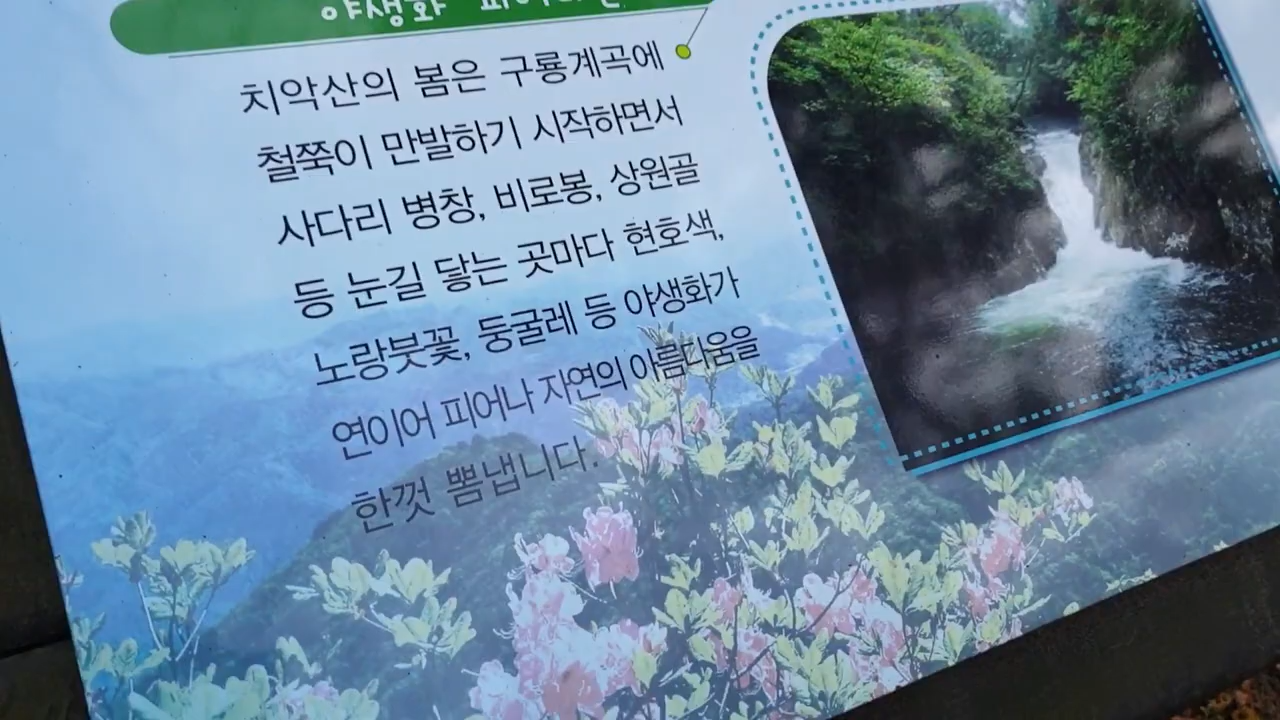 야생화
치악산의 봄은 구룡계곡에
철쭉이 만발하기 시작하면서
사다리 병창, 비로봉, 상원골
등 눈길 닿는 곳마다 현호색,
노랑붓꽃, 둥굴레 등 야생화가
연이어 피어나 자연의 아름다움을
한껏 뽐냅니다.